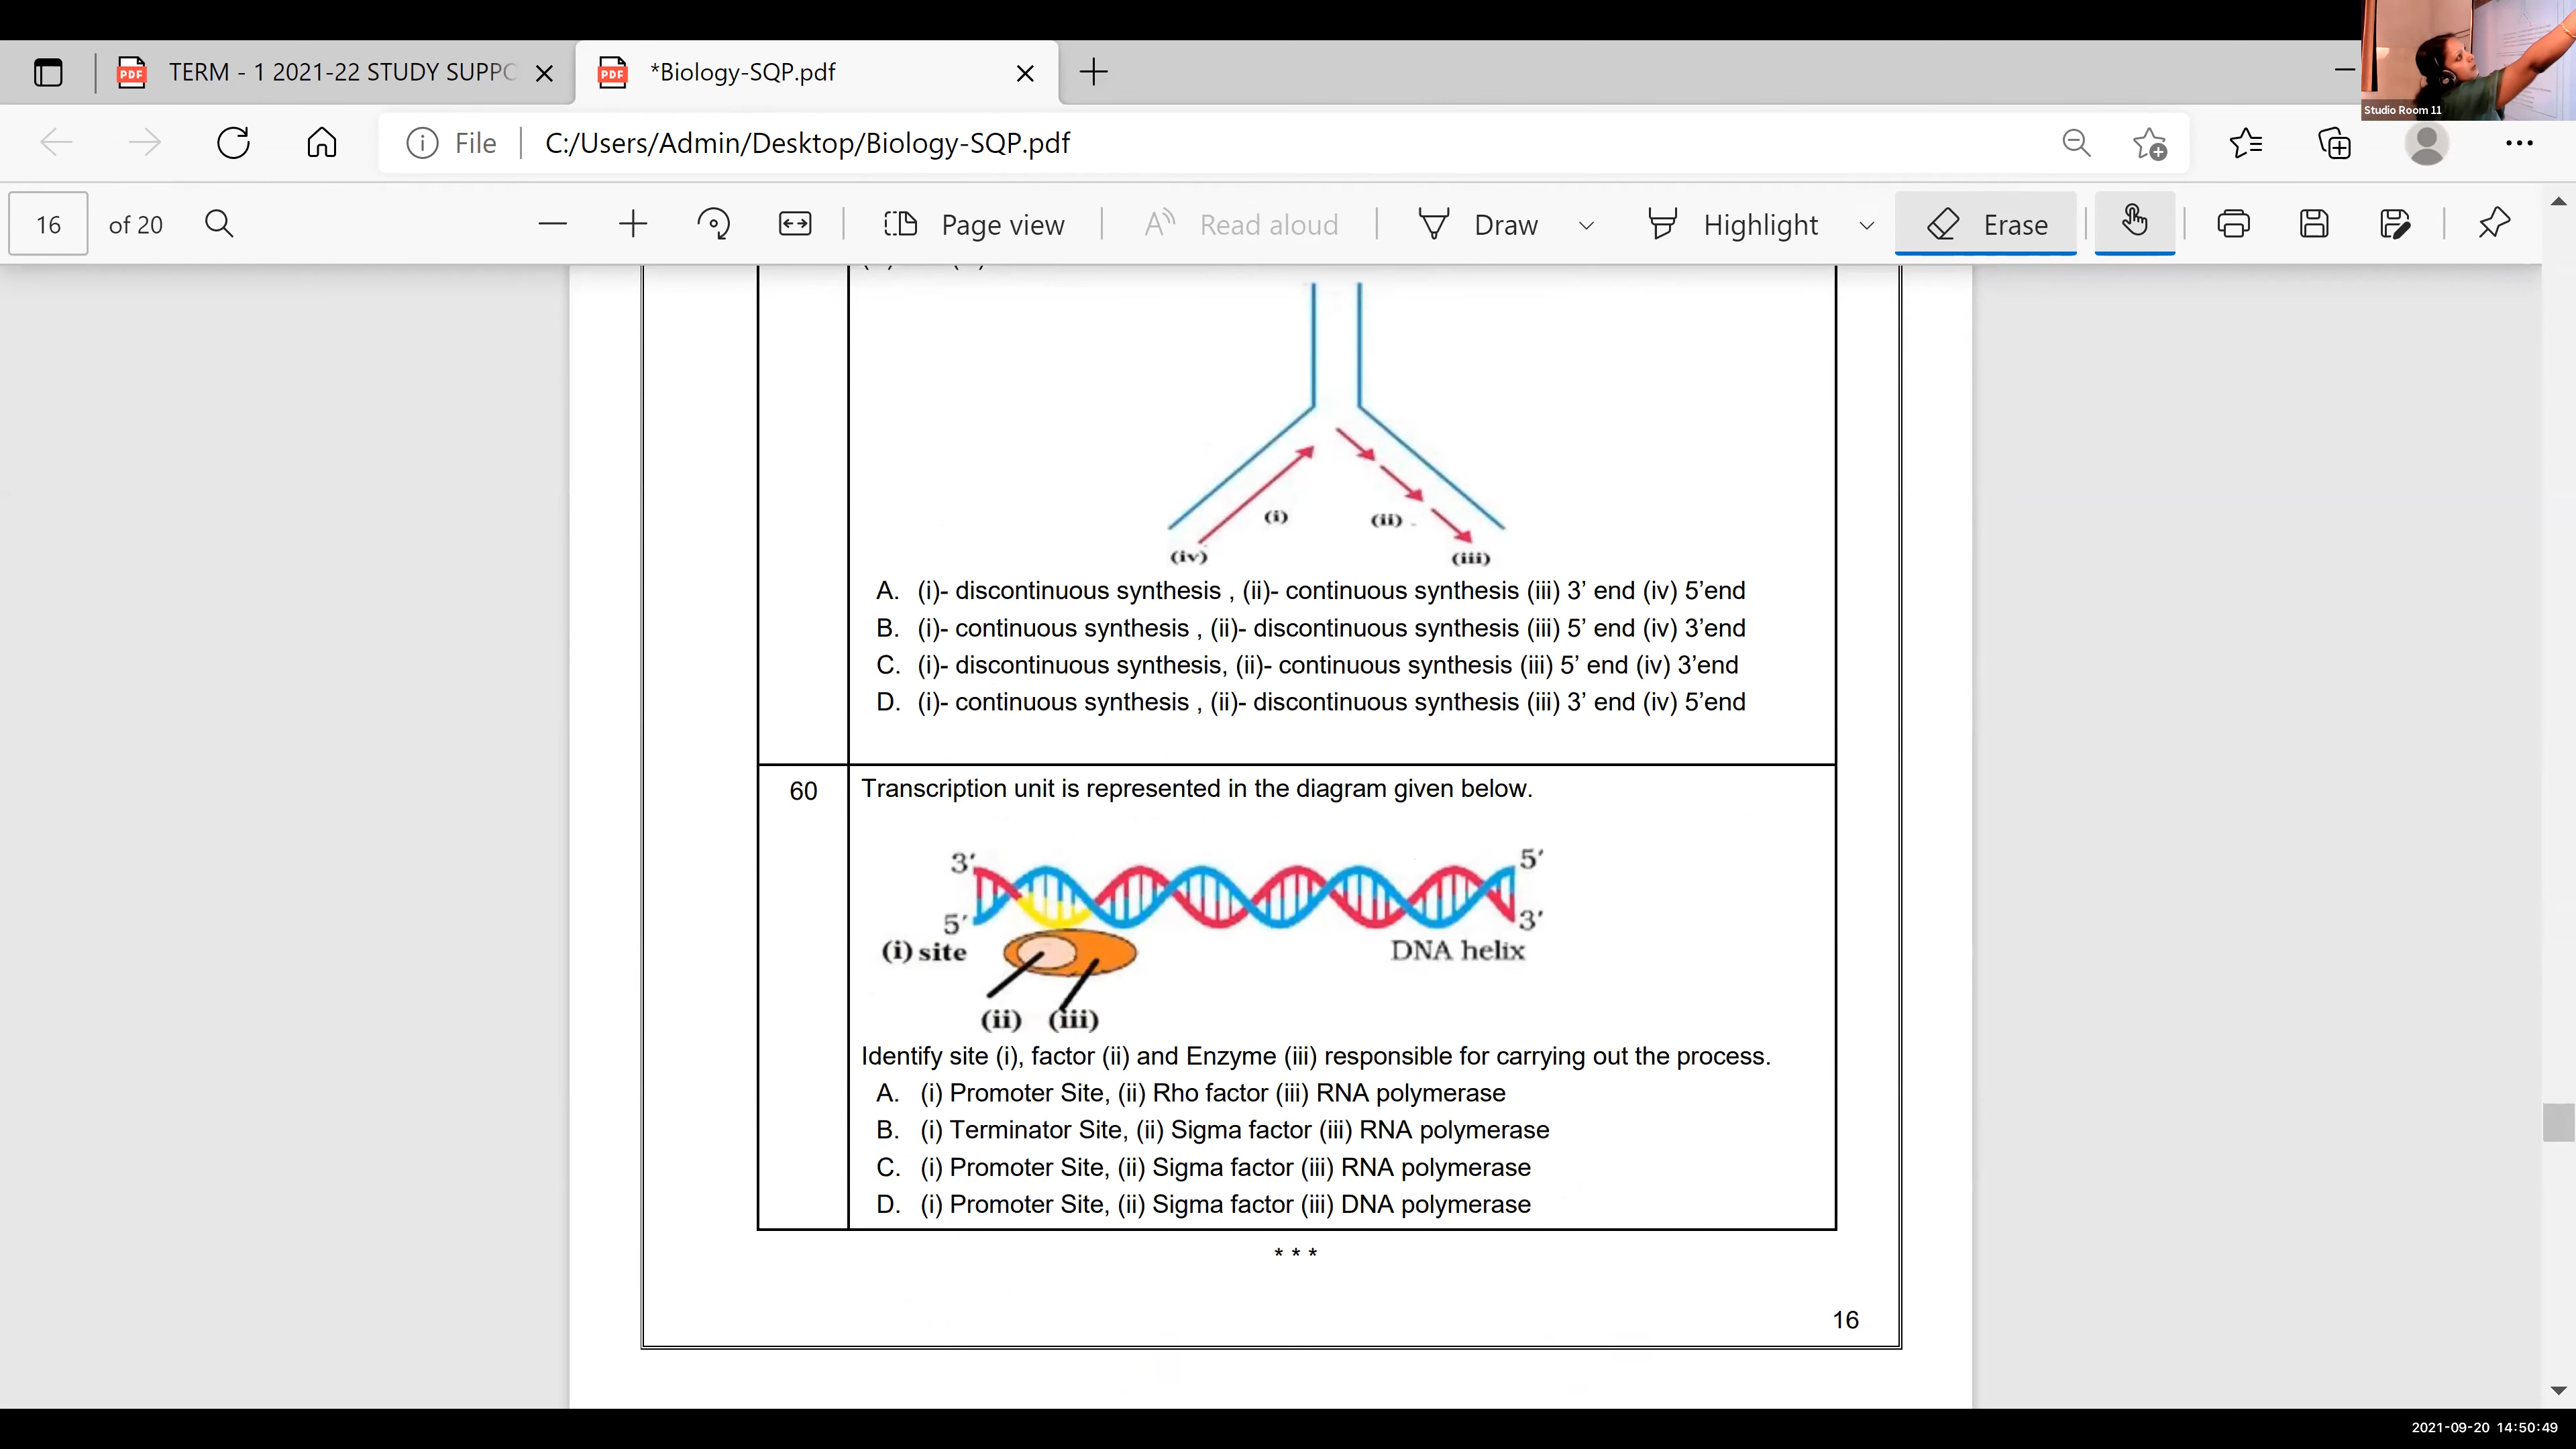 TERM - 1 2021-22 STUDY SUPPO
*Biology-SQP.pdf
Studio Room 11
File
C:/Users/Admin/Desktop/Biology-SQP.pdf
16 of 20
Page view
Read aloud
Draw
Highlight
Erase
(i)
(ii)
(iv)
(iii)
A. (i)- discontinuous synthesis , (ii)- continuous synthesis (iii) 3’ end (iv) 5’end
B. (i)- continuous synthesis , (ii)- discontinuous synthesis (iii) 5’ end (iv) 3’end
C. (i)- discontinuous synthesis, (ii)- continuous synthesis (iii) 5’ end (iv) 3’end
D. (i)- continuous synthesis , (ii)- discontinuous synthesis (iii) 3’ end (iv) 5’end
60 Transcription unit is represented in the diagram given below.
3′ 5′
5′ 3′
(i) site DNA helix
(ii) (iii)
Identify site (i), factor (ii) and Enzyme (iii) responsible for carrying out the process.
A. (i) Promoter Site, (ii) Rho factor (iii) RNA polymerase
B. (i) Terminator Site, (ii) Sigma factor (iii) RNA polymerase
C. (i) Promoter Site, (ii) Sigma factor (iii) RNA polymerase
D. (i) Promoter Site, (ii) Sigma factor (iii) DNA polymerase
* * *
16
2021-09-20 14:50:49